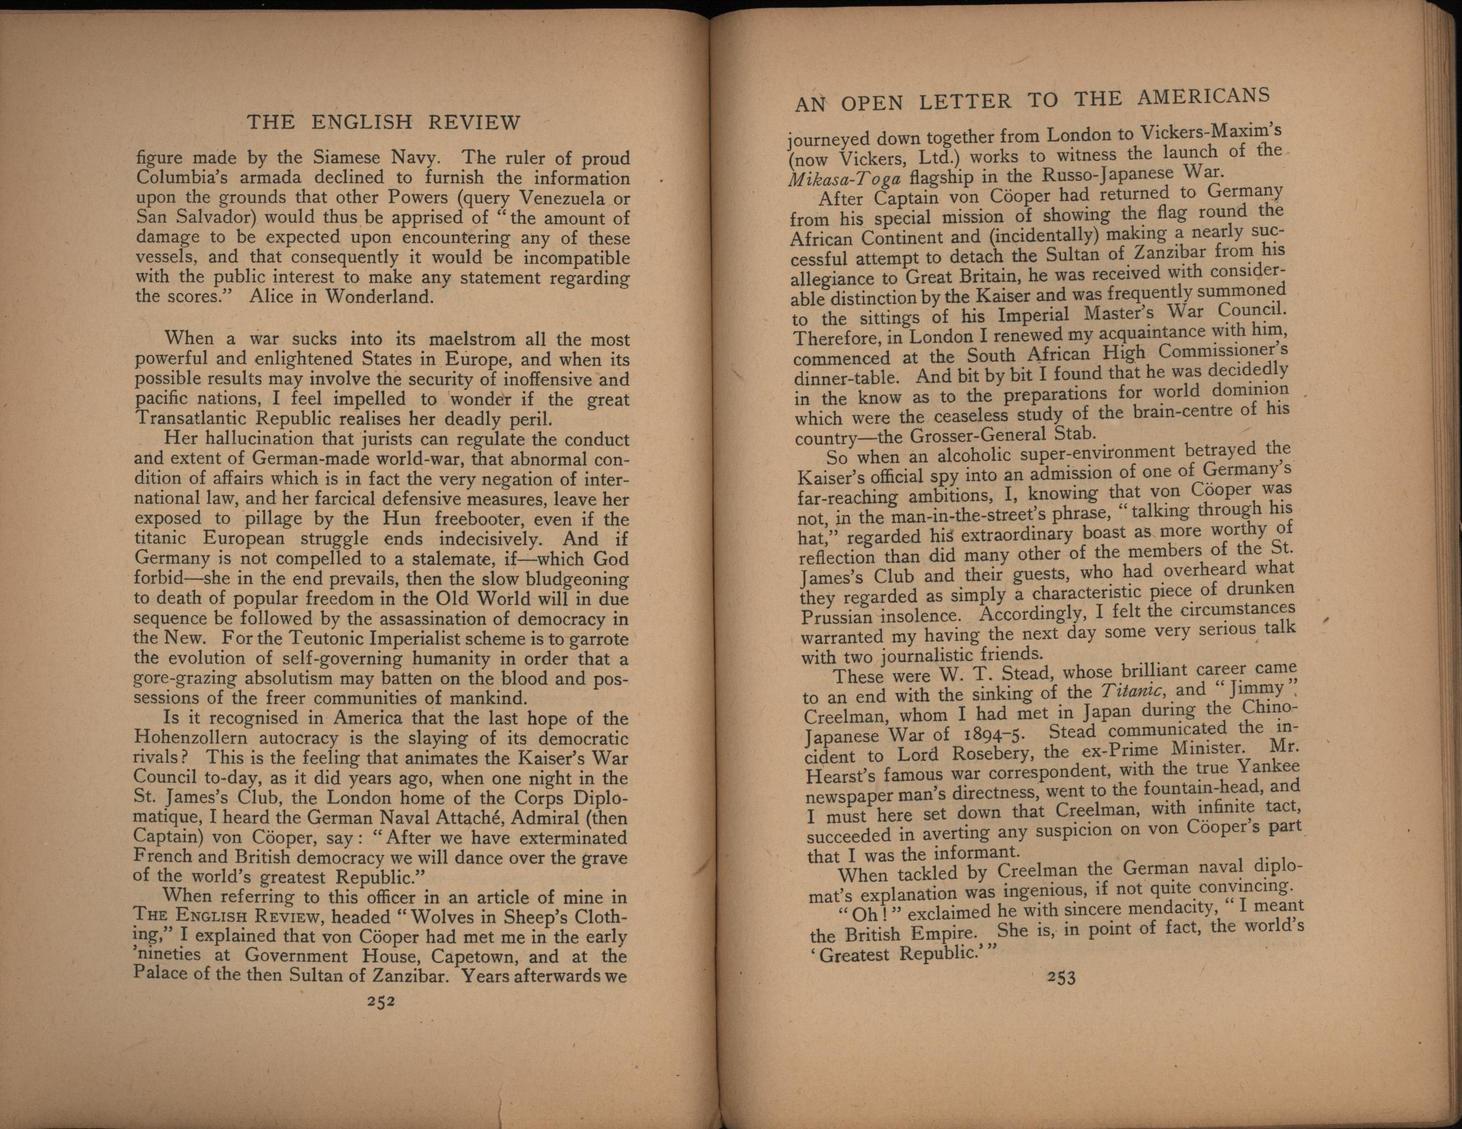 THE ENGLISH REVIEW
figure made by the Siamese Navy. The ruler of proud
Columbia's armada declined to furnish the information
upon the grounds that other Powers (query Venezuela or
San Salvador) would thus be apprised of "the amount of
damage to be expected upon encountering any of these
vessels, and that consequently it would be incompatible
with the public interest to make any statement regarding
the scores." Alice in Wonderland.
When a war sucks into its maelstrom all the most
powerful and enlightened States in Europe, and when its
possible results may involve the security of inoffensive and
pacific nations, I feel impelled to wonder if the great
Transatlantic Republic realises her deadly peril.
Her hallucination that jurists can regulate the conduct
and extent of German-made world-war, that abnormal con-
dition of affairs which is in fact the very negation of inter-
national law, and her farcical defensive measures, leave her
exposed to pillage by the Hun freebooter, even if the
titanic European struggle ends indecisively. And if
Germany is not compelled to a stalemate, if—which God
forbid—she in the end prevails, then the slow bludgeoning
to death of popular freedom in the Old World will in due
sequence be followed by the assassination of democracy in
the New. For the Teutonic Imperialist scheme is to garrote
the evolution of self-governing humanity in order that a
gore-grazing absolutism may batten on the blood and pos-
sessions of the freer communities of mankind.
Is it recognised in America that the last hope of the
Hohenzollern autocracy is the slaying of its democratic
rivals? This is the feeling that animates the Kaiser's War
Council to-day, as it did years ago, when one night in the
St. James's Club, the London home of the Corps Diplo-
matique, I heard the German Naval Attaché, Admiral (then
Captain) von Cöoper, say: "After we have exterminated
French and British democracy we will dance over the grave
of the world's greatest Republic."
When referring to this officer in an article of mine in
THE ENGLISH REVIEW, headed "Wolves in Sheep's Cloth-
ing," I explained that von Cöoper had met me in the early
'nineties at Government House, Capetown, and at the
Palace of the then Sultan of Zanzibar. Years afterwards we
252
AN OPEN LETTER TO THE AMERICANS
journeyed down together from London to Vickers-Maxim's
(now Vickers, Ltd.) works to witness the launch of the
Mikasa-Toga flagship in the Russo-Japanese War.
After Captain von Cöoper had returned to Germany
from his special mission of showing the flag round the
African Continent and (incidentally) making a nearly suc-
cessful attempt to detach the Sultan of Zanzibar from his
allegiance to Great Britain, he was received with consider-
able distinction by the Kaiser and was frequently summoned
to the sittings of his Imperial Master's War Council.
Therefore, in London I renewed my acquaintance with him,
commenced at the South African High Commissioner's
dinner-table. And bit by bit I found that he was decidedly
in the know as to the preparations for world dominion
which were the ceaseless study of the brain-centre of his
country—the Grosser-General Stab.
So when an alcoholic super-environment betrayed the
Kaiser's official spy into an admission of one of Germany's
far-reaching ambitions, I, knowing that von Cöoper was
not, in the man-in-the-street's phrase, "talking through his
hat," regarded his extraordinary boast as more worthy of
reflection than did many other of the members of the St.
James's Club and their guests, who had overheard what
they regarded as simply a characteristic piece of drunken
Prussian insolence. Accordingly, I felt the circumstances
warranted my having the next day some very serious talk
with two journalistic friends.
These were W. T. Stead, whose brilliant career came
to an end with the sinking of the Titanic, and "Jimmy"
Creelman, whom I had met in Japan during the Chino-
Japanese War of 1894-5. Stead communicated the in-
cident to Lord Rosebery, the ex-Prime Minister. Mr.
Hearst's famous war correspondent, with the true Yankee
newspaper man's directness, went to the fountain-head, and
I must here set down that Creelman, with infinite tact,
succeeded in averting any suspicion on von Cöoper's part
that I was the informant.
When tackled by Creelman the German naval diplo-
mat's explanation was ingenious, if not quite convincing.
"Oh!" exclaimed he with sincere mendacity, "I meant
the British Empire. She is, in point of fact, the world's
'Greatest Republic.'"
253